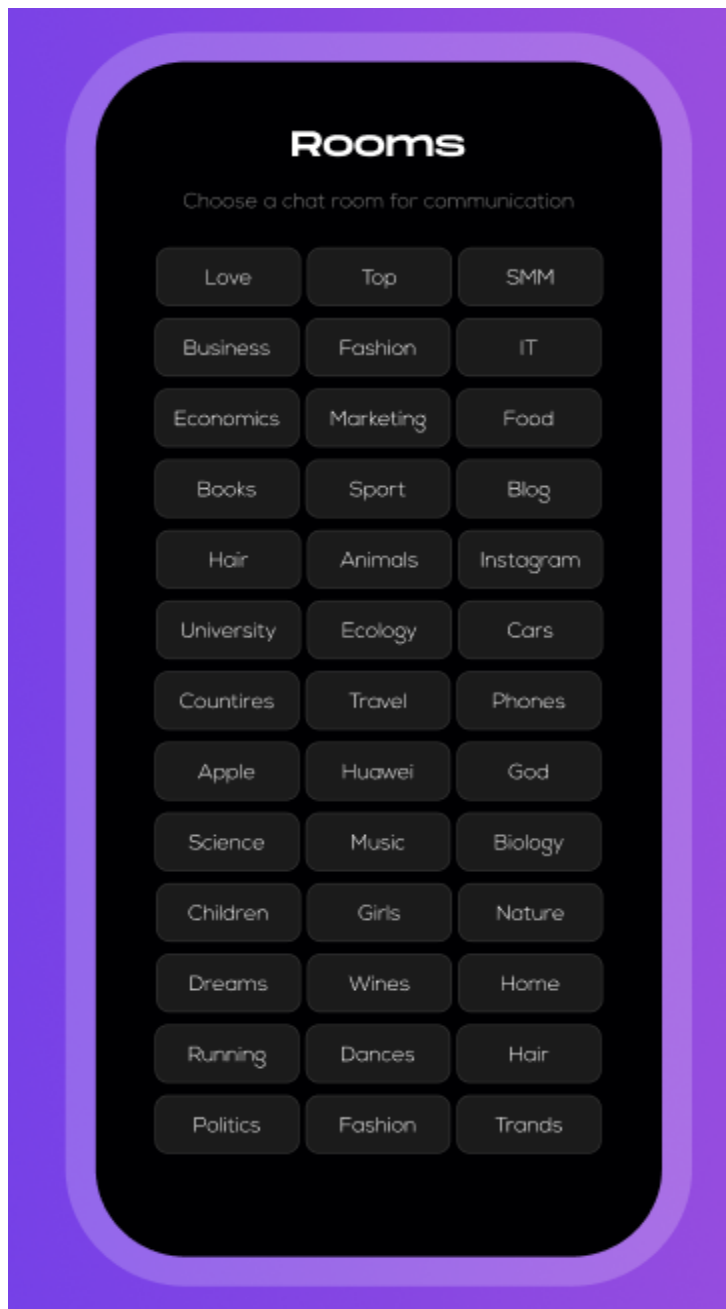 Rooms
Choose a chat room for communication
Love Top SMM
Business Fashion IT
Economics Marketing Food
Books Sport Blog
Hair Animals Instagram
University Ecology Cars
Countires Travel Phones
Apple Huawei God
Science Music Biology
Children Girls Nature
Dreams Wines Home
Running Dances Hair
Politics Fashion Trands